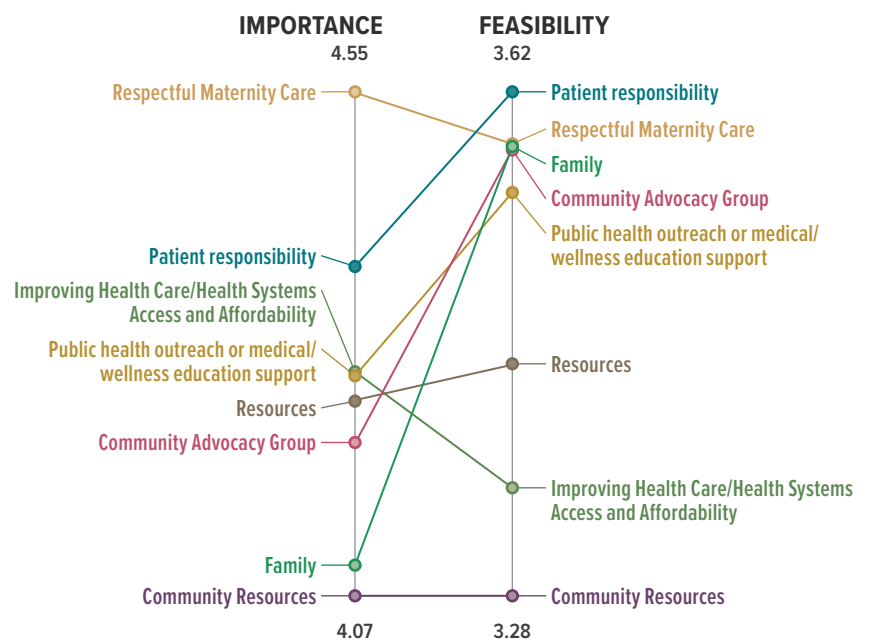 IMPORTANCE
4.55
FEASIBILITY
3.62
Respectful Maternity Care
Patient responsibility
Improving Health Care/Health Systems
Access and Affordability
Public health outreach or medical/
wellness education support
Resources
Community Advocacy Group
Family
Community Resources
4.07
Patient responsibility
Respectful Maternity Care
Family
Community Advocacy Group
Public health outreach or medical/
wellness education support
Resources
Improving Health Care/Health Systems
Access and Affordability
Community Resources
3.28